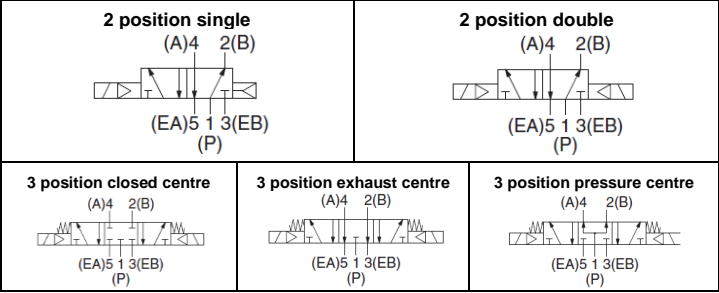 2 position single
(A)4 2(B)
(EA)5 1 3(EB)
(P)
2 position double
(A)4 2(B)
(EA)5 1 3(EB)
(P)
3 position closed centre
(A)4 2(B)
(EA)5 1 3(EB)
(P)
3 position exhaust centre
(A)4 2(B)
(EA)5 1 3(EB)
(P)
3 position pressure centre
(A)4 2(B)
(EA)5 1 3(EB)
(P)